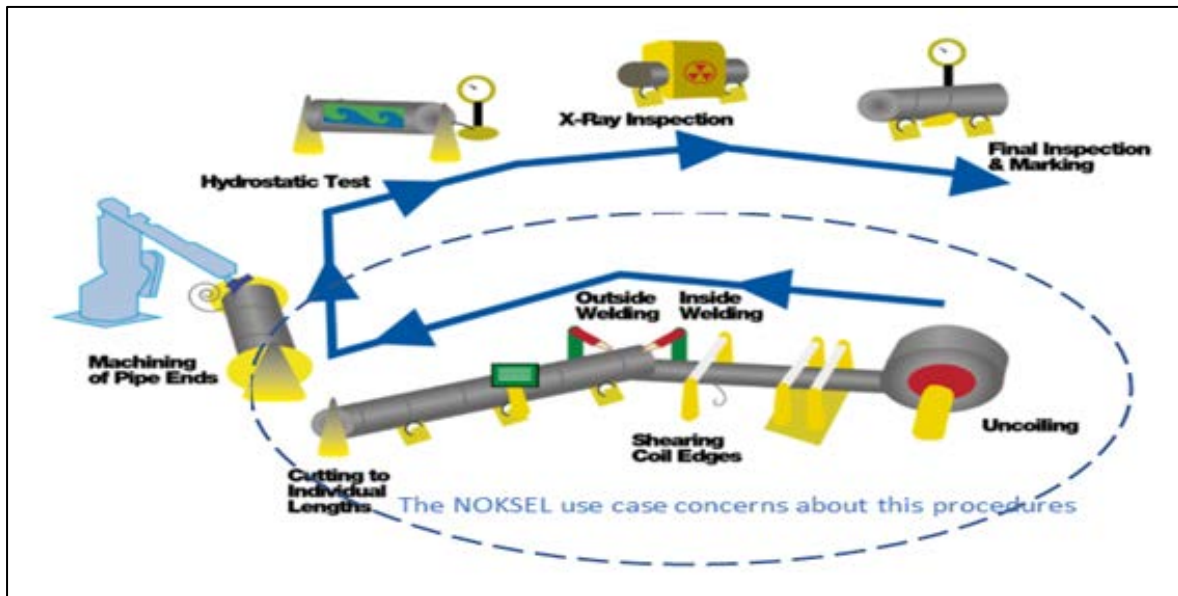 X-Ray Inspection
Final Inspection
& Marking
Hydrostatic Test
Outside
Welding
Inside
Welding
Machining
of Pipe Ends
Uncoiling
Shearing
Coil Edges
Cutting to
Individual
Lengths
The NOKSEL use case concerns about this procedures